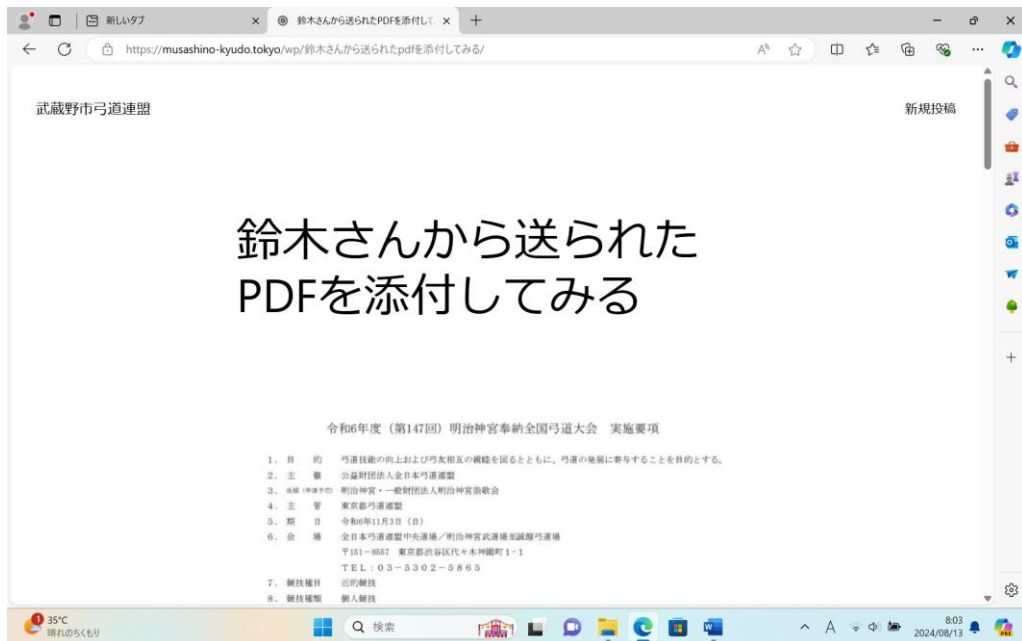 新しいタブ
鈴木さんから送られたPDFを添付して
https://musashino-kyudo.tokyo/wp/鈴木さんから送られたpdfを添付してみる/
武蔵野市弓道連盟
新規投稿
鈴木さんから送られた
PDFを添付してみる
令和6年度（第147回）明治神宮奉納全国弓道大会　実施要項
1. 目　的　弓道技能の向上および弓友相互の親睦を図るとともに、弓道の発展に寄与することを目的とする。
2. 主　催　公益財団法人全日本弓道連盟
3. 後援（申請予定）　明治神宮・一般財団法人明治神宮崇敬会
4. 主　管　東京都弓道連盟
5. 期　日　令和6年11月3日（日）
6. 会　場　全日本弓道連盟中央道場／明治神宮武道場至誠館弓道場
〒151－8557　東京都渋谷区代々木神園町1－1
TEL：03－5302－5865
7. 競技種目　近的競技
8. 競技種類　個人競技
1
35°C
晴れのちくもり
検索
A
8:03
2024/08/13